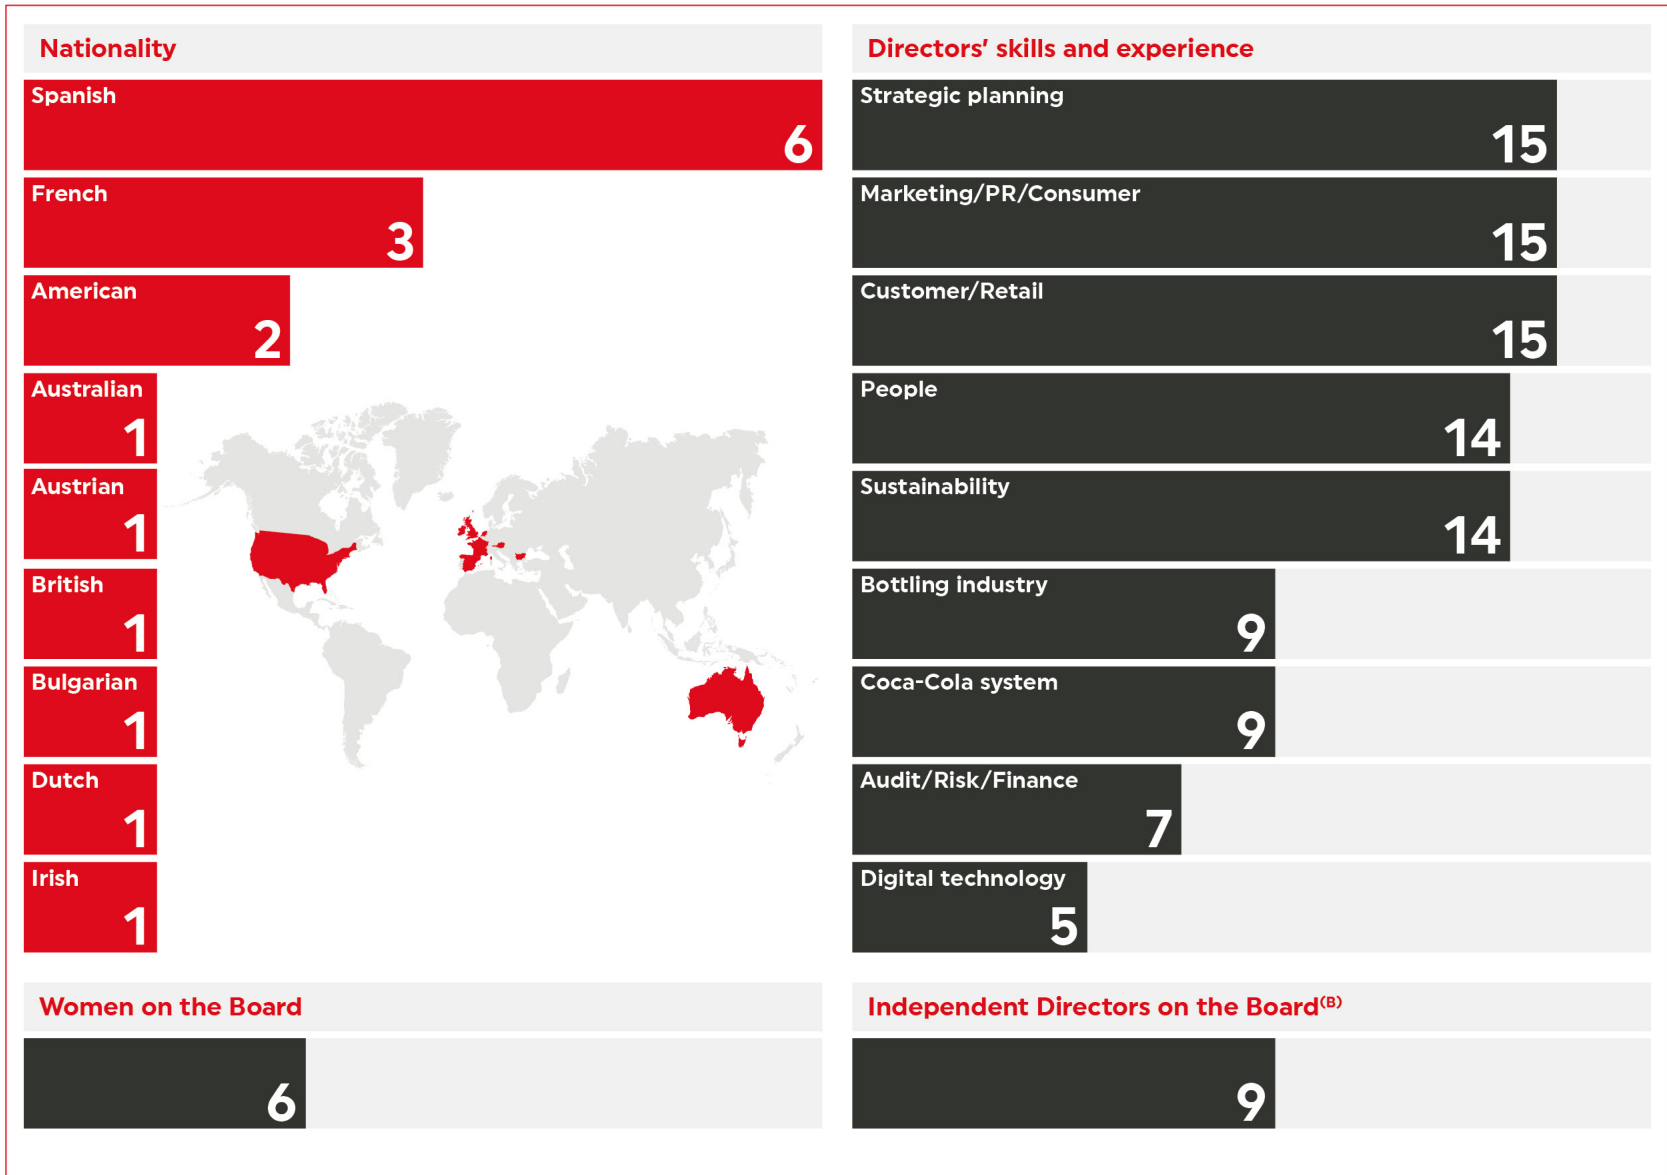 Nationality
Spanish
6
French
3
American
2
Australian
1
Austrian
1
British
1
Bulgarian
1
Dutch
1
Irish
1
Women on the Board
6
Directors' skills and experience
Strategic planning
15
Marketing/PR/Consumer
15
Customer/Retail
15
People
14
Sustainability
14
Bottling industry
9
Coca-Cola system
9
Audit/Risk/Finance
7
Digital technology
5
Independent Directors on the Board(B)
9